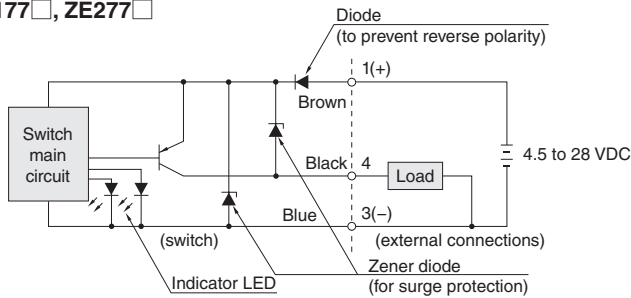 177□, ZE277□
Diode
(to prevent reverse polarity)
1(+)
Brown
Switch
main
circuit
4.5 to 28 VDC
Black
4
Load
Blue
3(−)
(switch)
(external connections)
Indicator LED
Zener diode
(for surge protection)